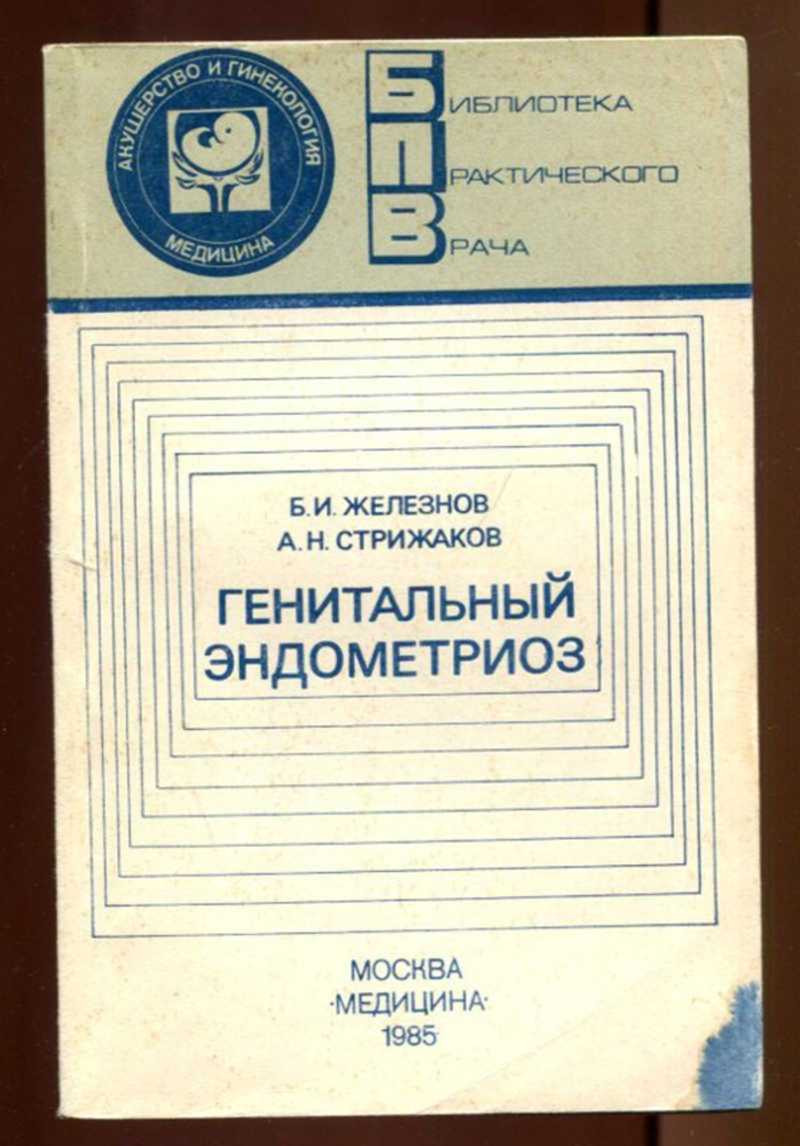 АКУШЕРСТВО И ГИНЕКОЛОГИЯ
МЕДИЦИНА
БИБЛИОТЕКА
ПРАКТИЧЕСКОГО
ВРАЧА
Б.И. ЖЕЛЕЗНОВ
А.Н. СТРИЖАКОВ
ГЕНИТАЛЬНЫЙ
ЭНДОМЕТРИОЗ
МОСКВА
·МЕДИЦИНА·
1985